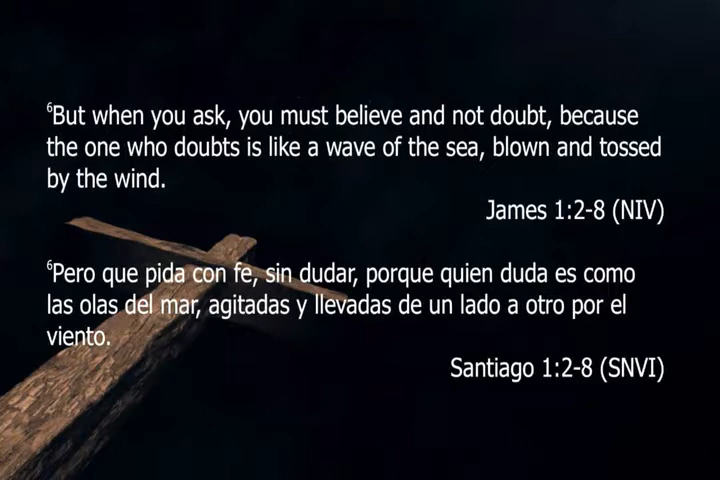 ⁶But when you ask, you must believe and not doubt, because
the one who doubts is like a wave of the sea, blown and tossed
by the wind.
James 1:2-8 (NIV)
⁶Pero que pida con fe, sin dudar, porque quien duda es como
las olas del mar, agitadas y llevadas de un lado a otro por el
viento.
Santiago 1:2-8 (SNVI)